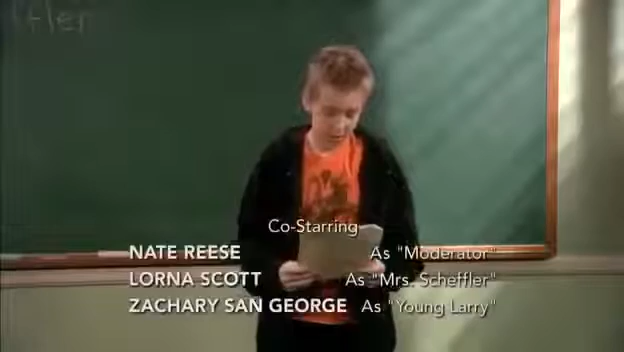 Co-Starring
NATE REESE As "Moderator"
LORNA SCOTT As "Mrs. Scheffler"
ZACHARY SAN GEORGE As "Young Larry"